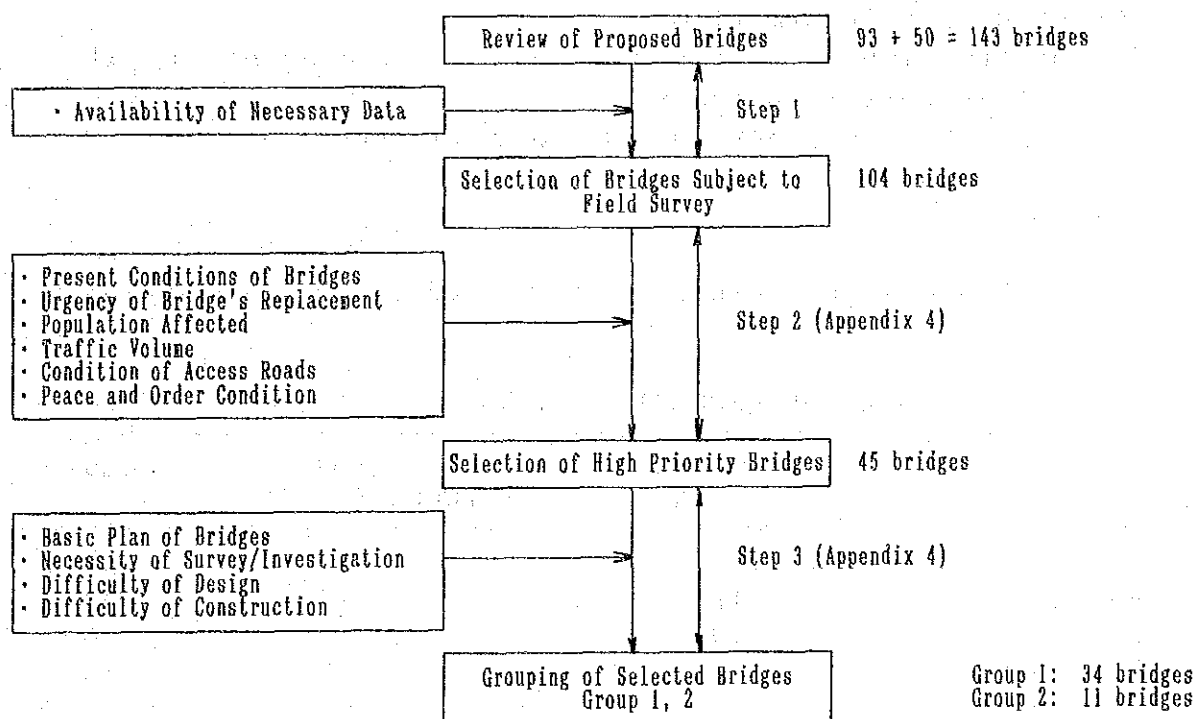 Review of Proposed Bridges
93 + 50 = 143 bridges
· Availability of Necessary Data
Step 1
Selection of Bridges Subject to
Field Survey
104 bridges
· Present Conditions of Bridges
· Urgency of Bridge's Replacement
· Population Affected
· Traffic Volume
· Condition of Access Roads
· Peace and Order Condition
Step 2 (Appendix 4)
Selection of High Priority Bridges
45 bridges
· Basic Plan of Bridges
· Necessity of Survey/Investigation
· Difficulty of Design
· Difficulty of Construction
Step 3 (Appendix 4)
Grouping of Selected Bridges
Group 1, 2
Group 1: 34 bridges
Group 2: 11 bridges